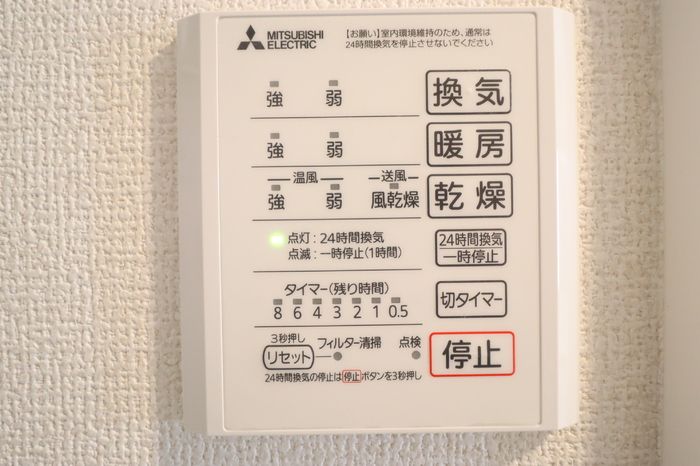 MITSUBISHI
ELECTRIC
【お願い】室内環境維持のため、通常は
24時間換気を停止させないでください
強 弱 換気
強 弱 暖房
温風 送風
強 弱 風乾燥 乾燥
点灯：24時間換気
点滅：一時停止(1時間)
24時間換気
一時停止
タイマー(残り時間)
8 6 4 3 2 1 0.5
切タイマー
3秒押し
リセット フィルター清掃 点検
停止
24時間換気の停止は停止ボタンを3秒押し